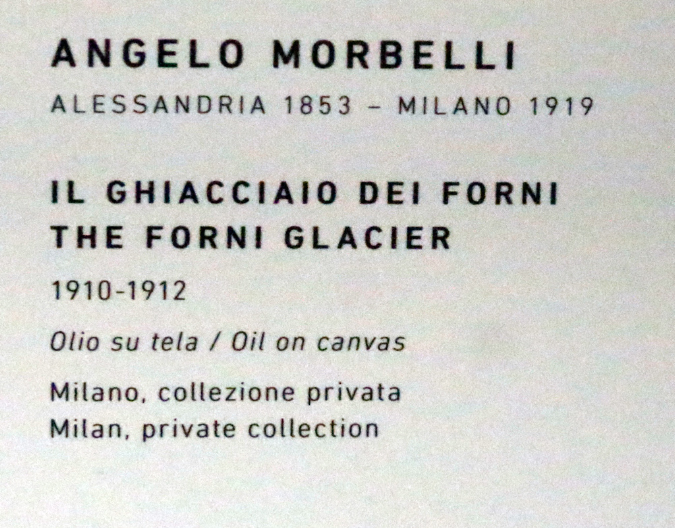 ANGELO MORBELLI
ALESSANDRIA 1853 – MILANO 1919
IL GHIACCIAIO DEI FORNI
THE FORNI GLACIER
1910-1912
Olio su tela / Oil on canvas
Milano, collezione privata
Milan, private collection